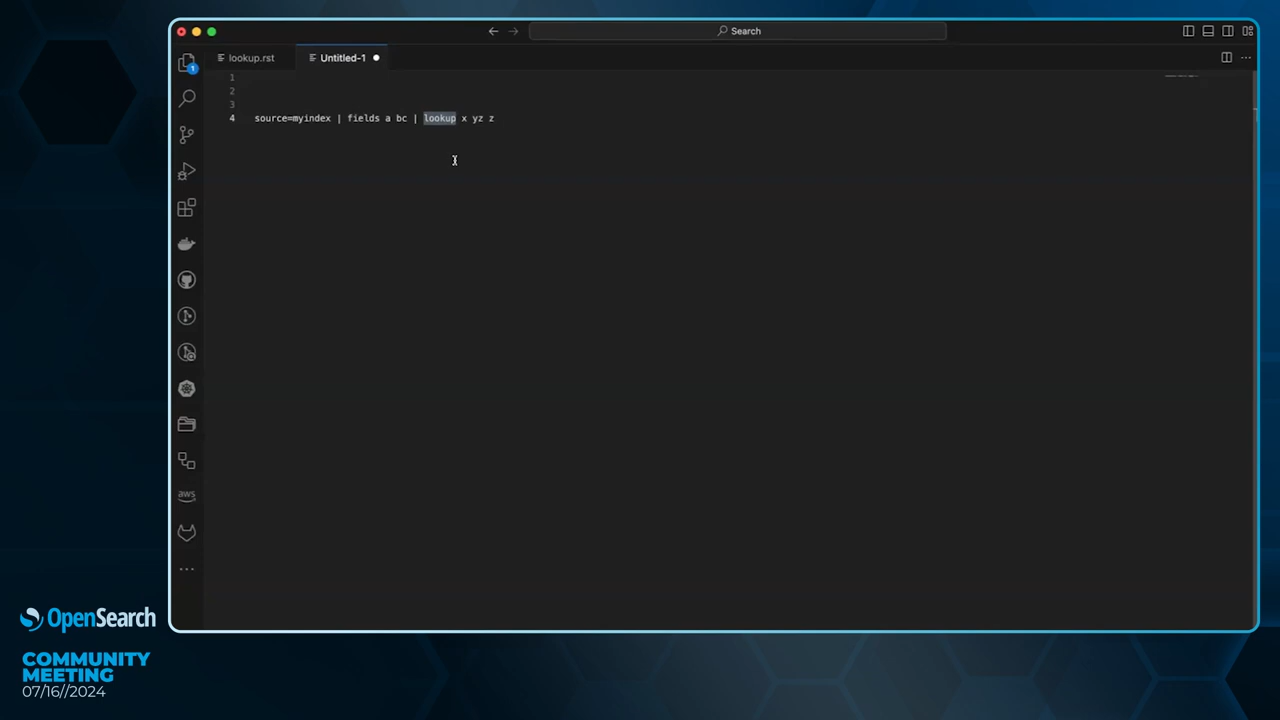 Search
lookup.rst
Untitled-1
1
1
2
3
4
source=myindex | fields a bc | lookup x yz z
aws
OpenSearch
COMMUNITY
MEETING
07/16//2024